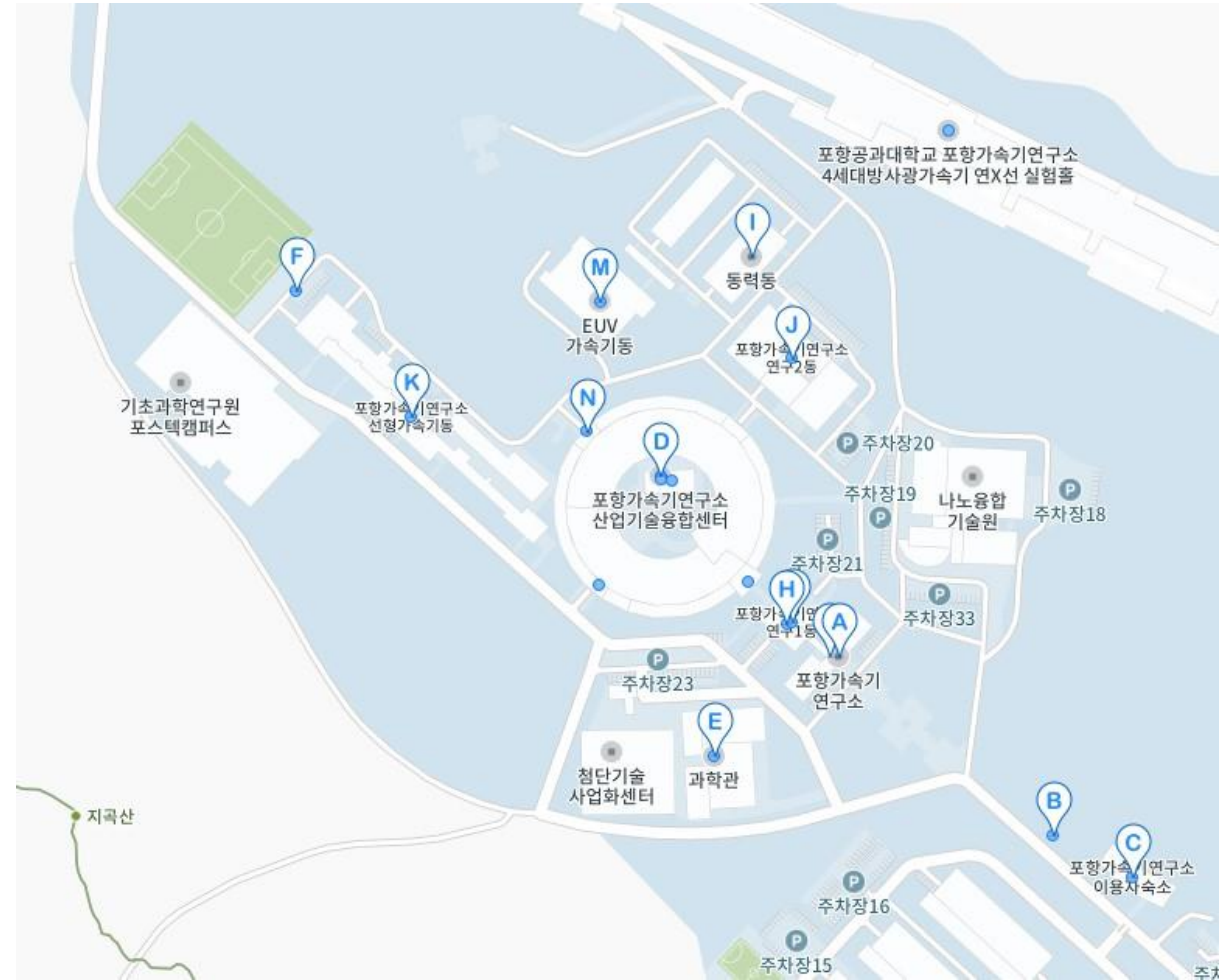 포항공과대학교 포항가속기연구소
4세대방사광가속기 연X선 실험홀
I
동력동
F
M
EUV
가속기동
J
포항가속기연구소
연구2동
기초과학연구원
포스텍캠퍼스
K
포항가속기연구소
선형가속기동
N
D
포항가속기연구소
산업기술융합센터
P 주차장20
주차장19
P
나노융합
기술원
P
주차장18
P
주차장21
P
주차장33
H
포항가속기연
연구1동
A
포항가속기
연구소
P
주차장23
E
과학관
첨단기술
사업화센터
지곡산
B
C
포항가속기연구소
이용자숙소
P
주차장16
P
주차장15